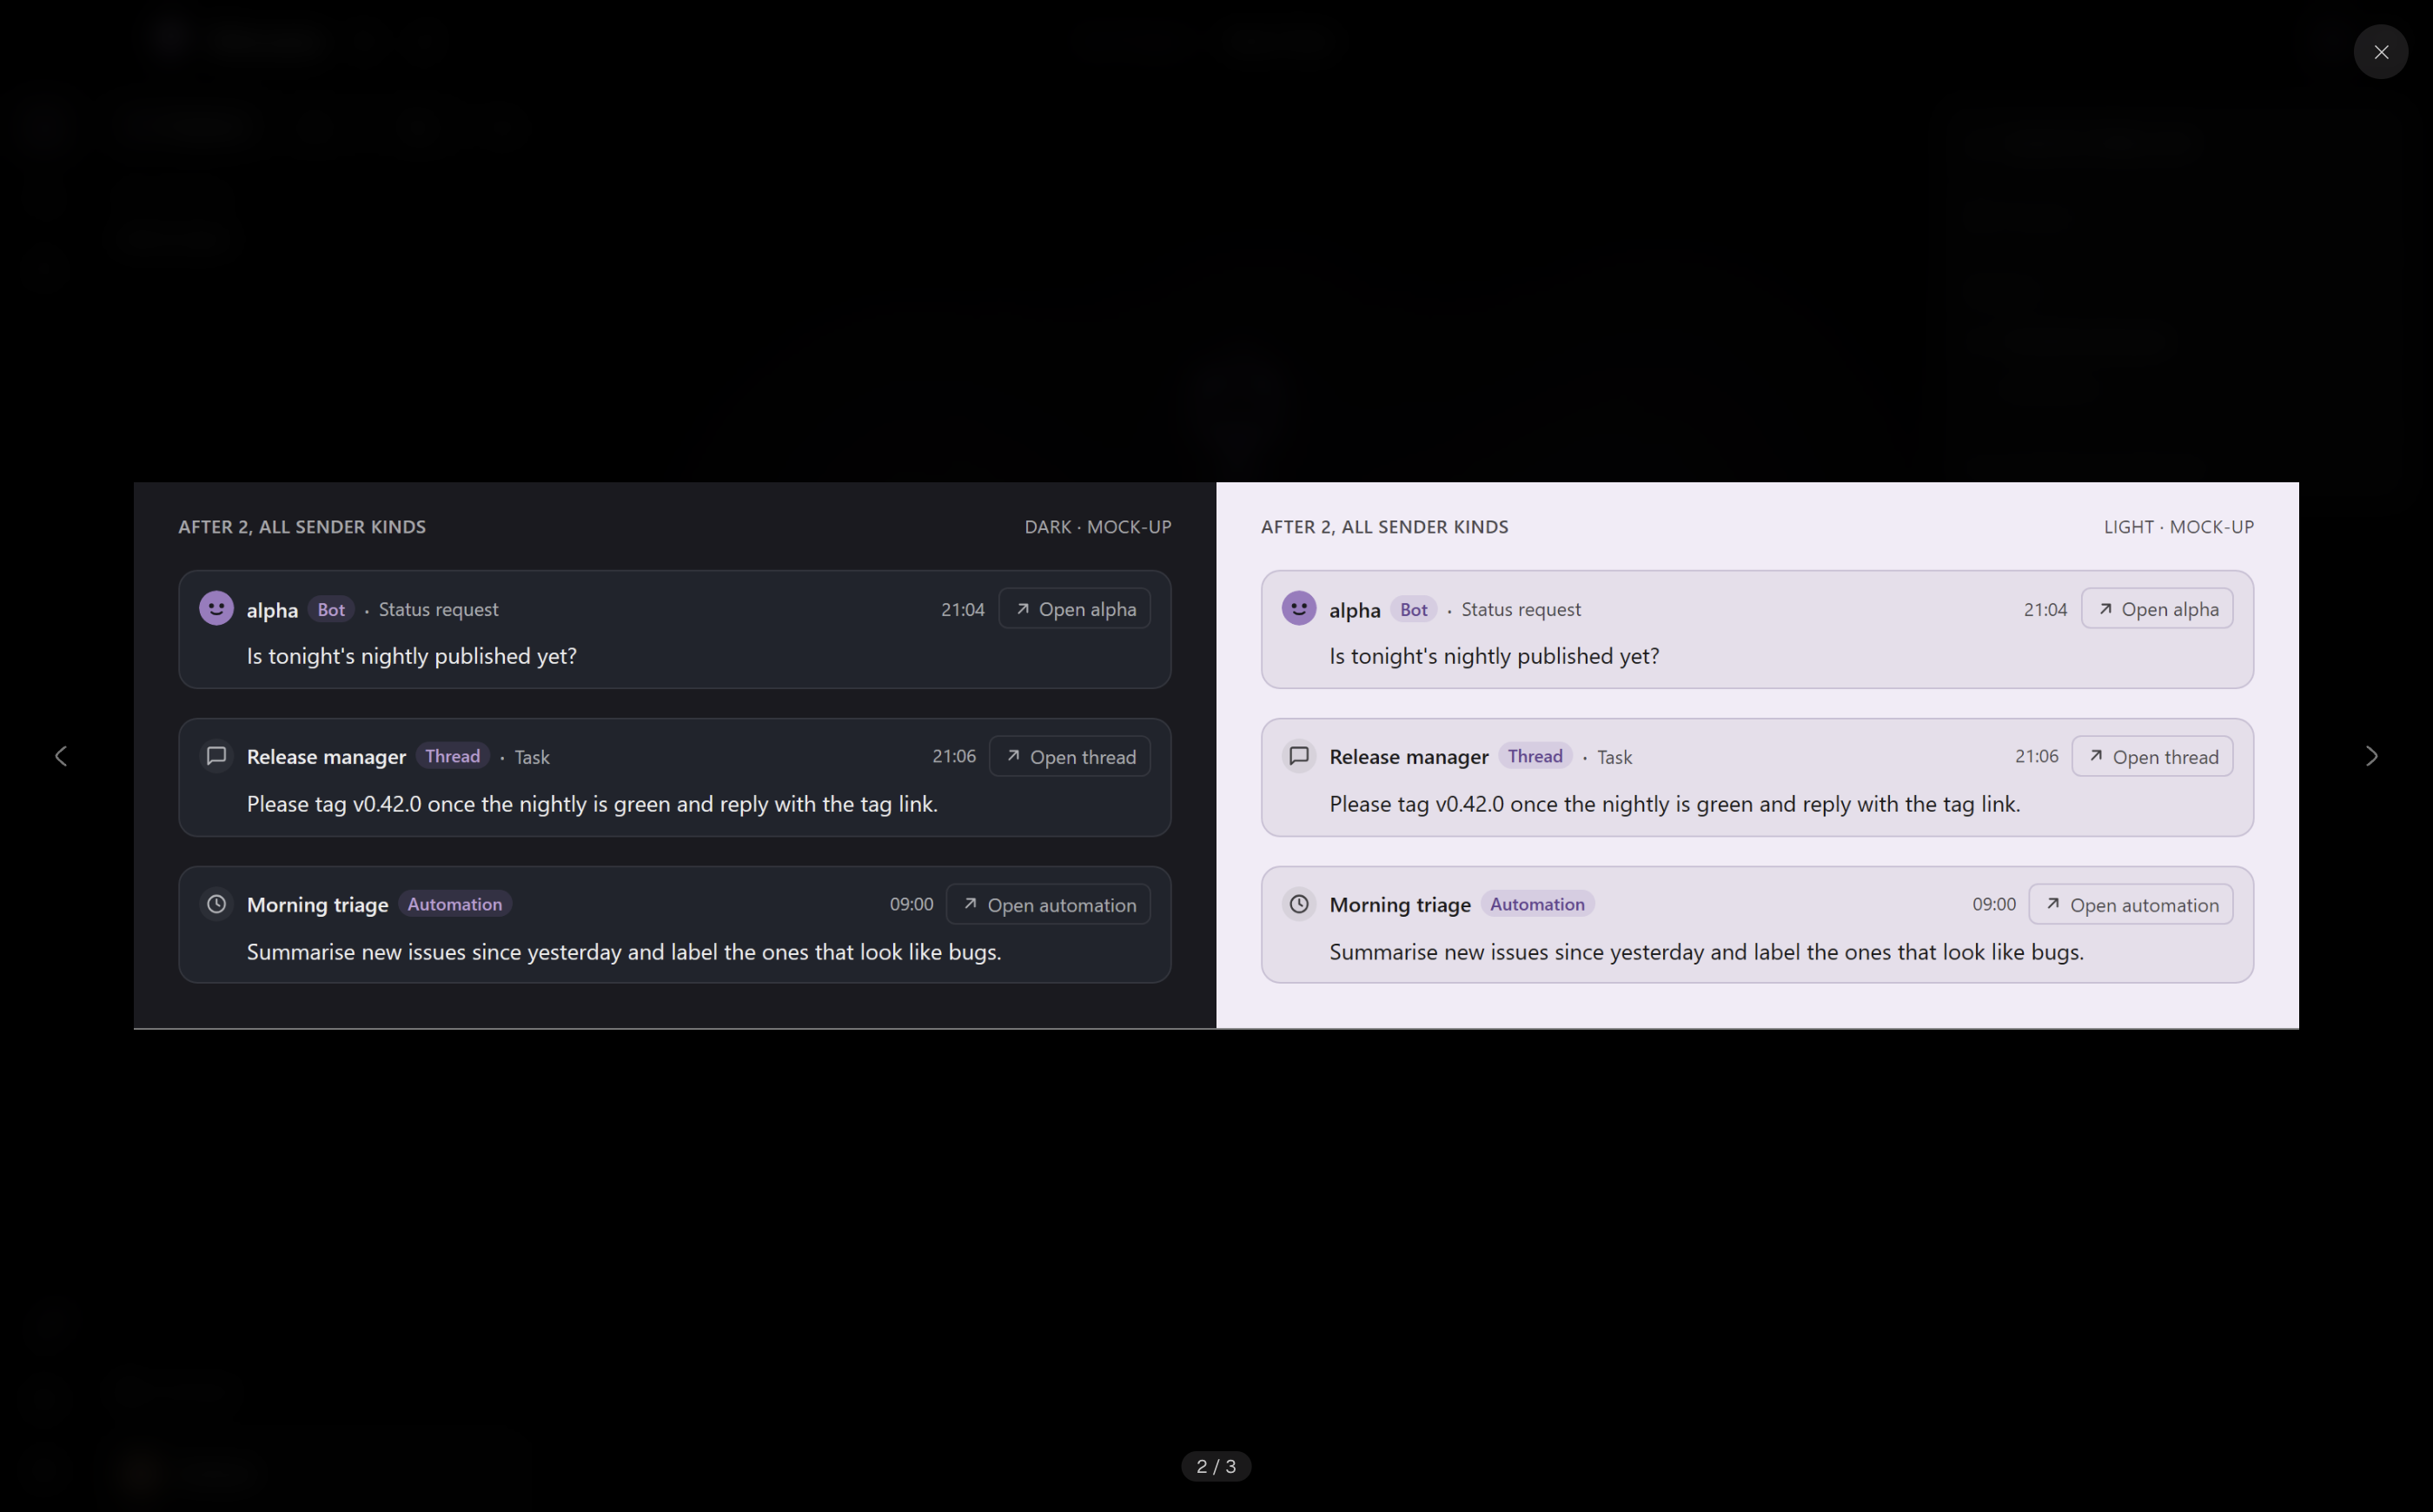 AFTER 2, ALL SENDER KINDS
DARK · MOCK-UP
alpha Bot · Status request
21:04 Open alpha
Is tonight's nightly published yet?
Release manager Thread · Task
21:06 Open thread
Please tag v0.42.0 once the nightly is green and reply with the tag link.
Morning triage Automation
09:00 Open automation
Summarise new issues since yesterday and label the ones that look like bugs.
AFTER 2, ALL SENDER KINDS
LIGHT · MOCK-UP
alpha Bot · Status request
21:04 Open alpha
Is tonight's nightly published yet?
Release manager Thread · Task
21:06 Open thread
Please tag v0.42.0 once the nightly is green and reply with the tag link.
Morning triage Automation
09:00 Open automation
Summarise new issues since yesterday and label the ones that look like bugs.
2 / 3